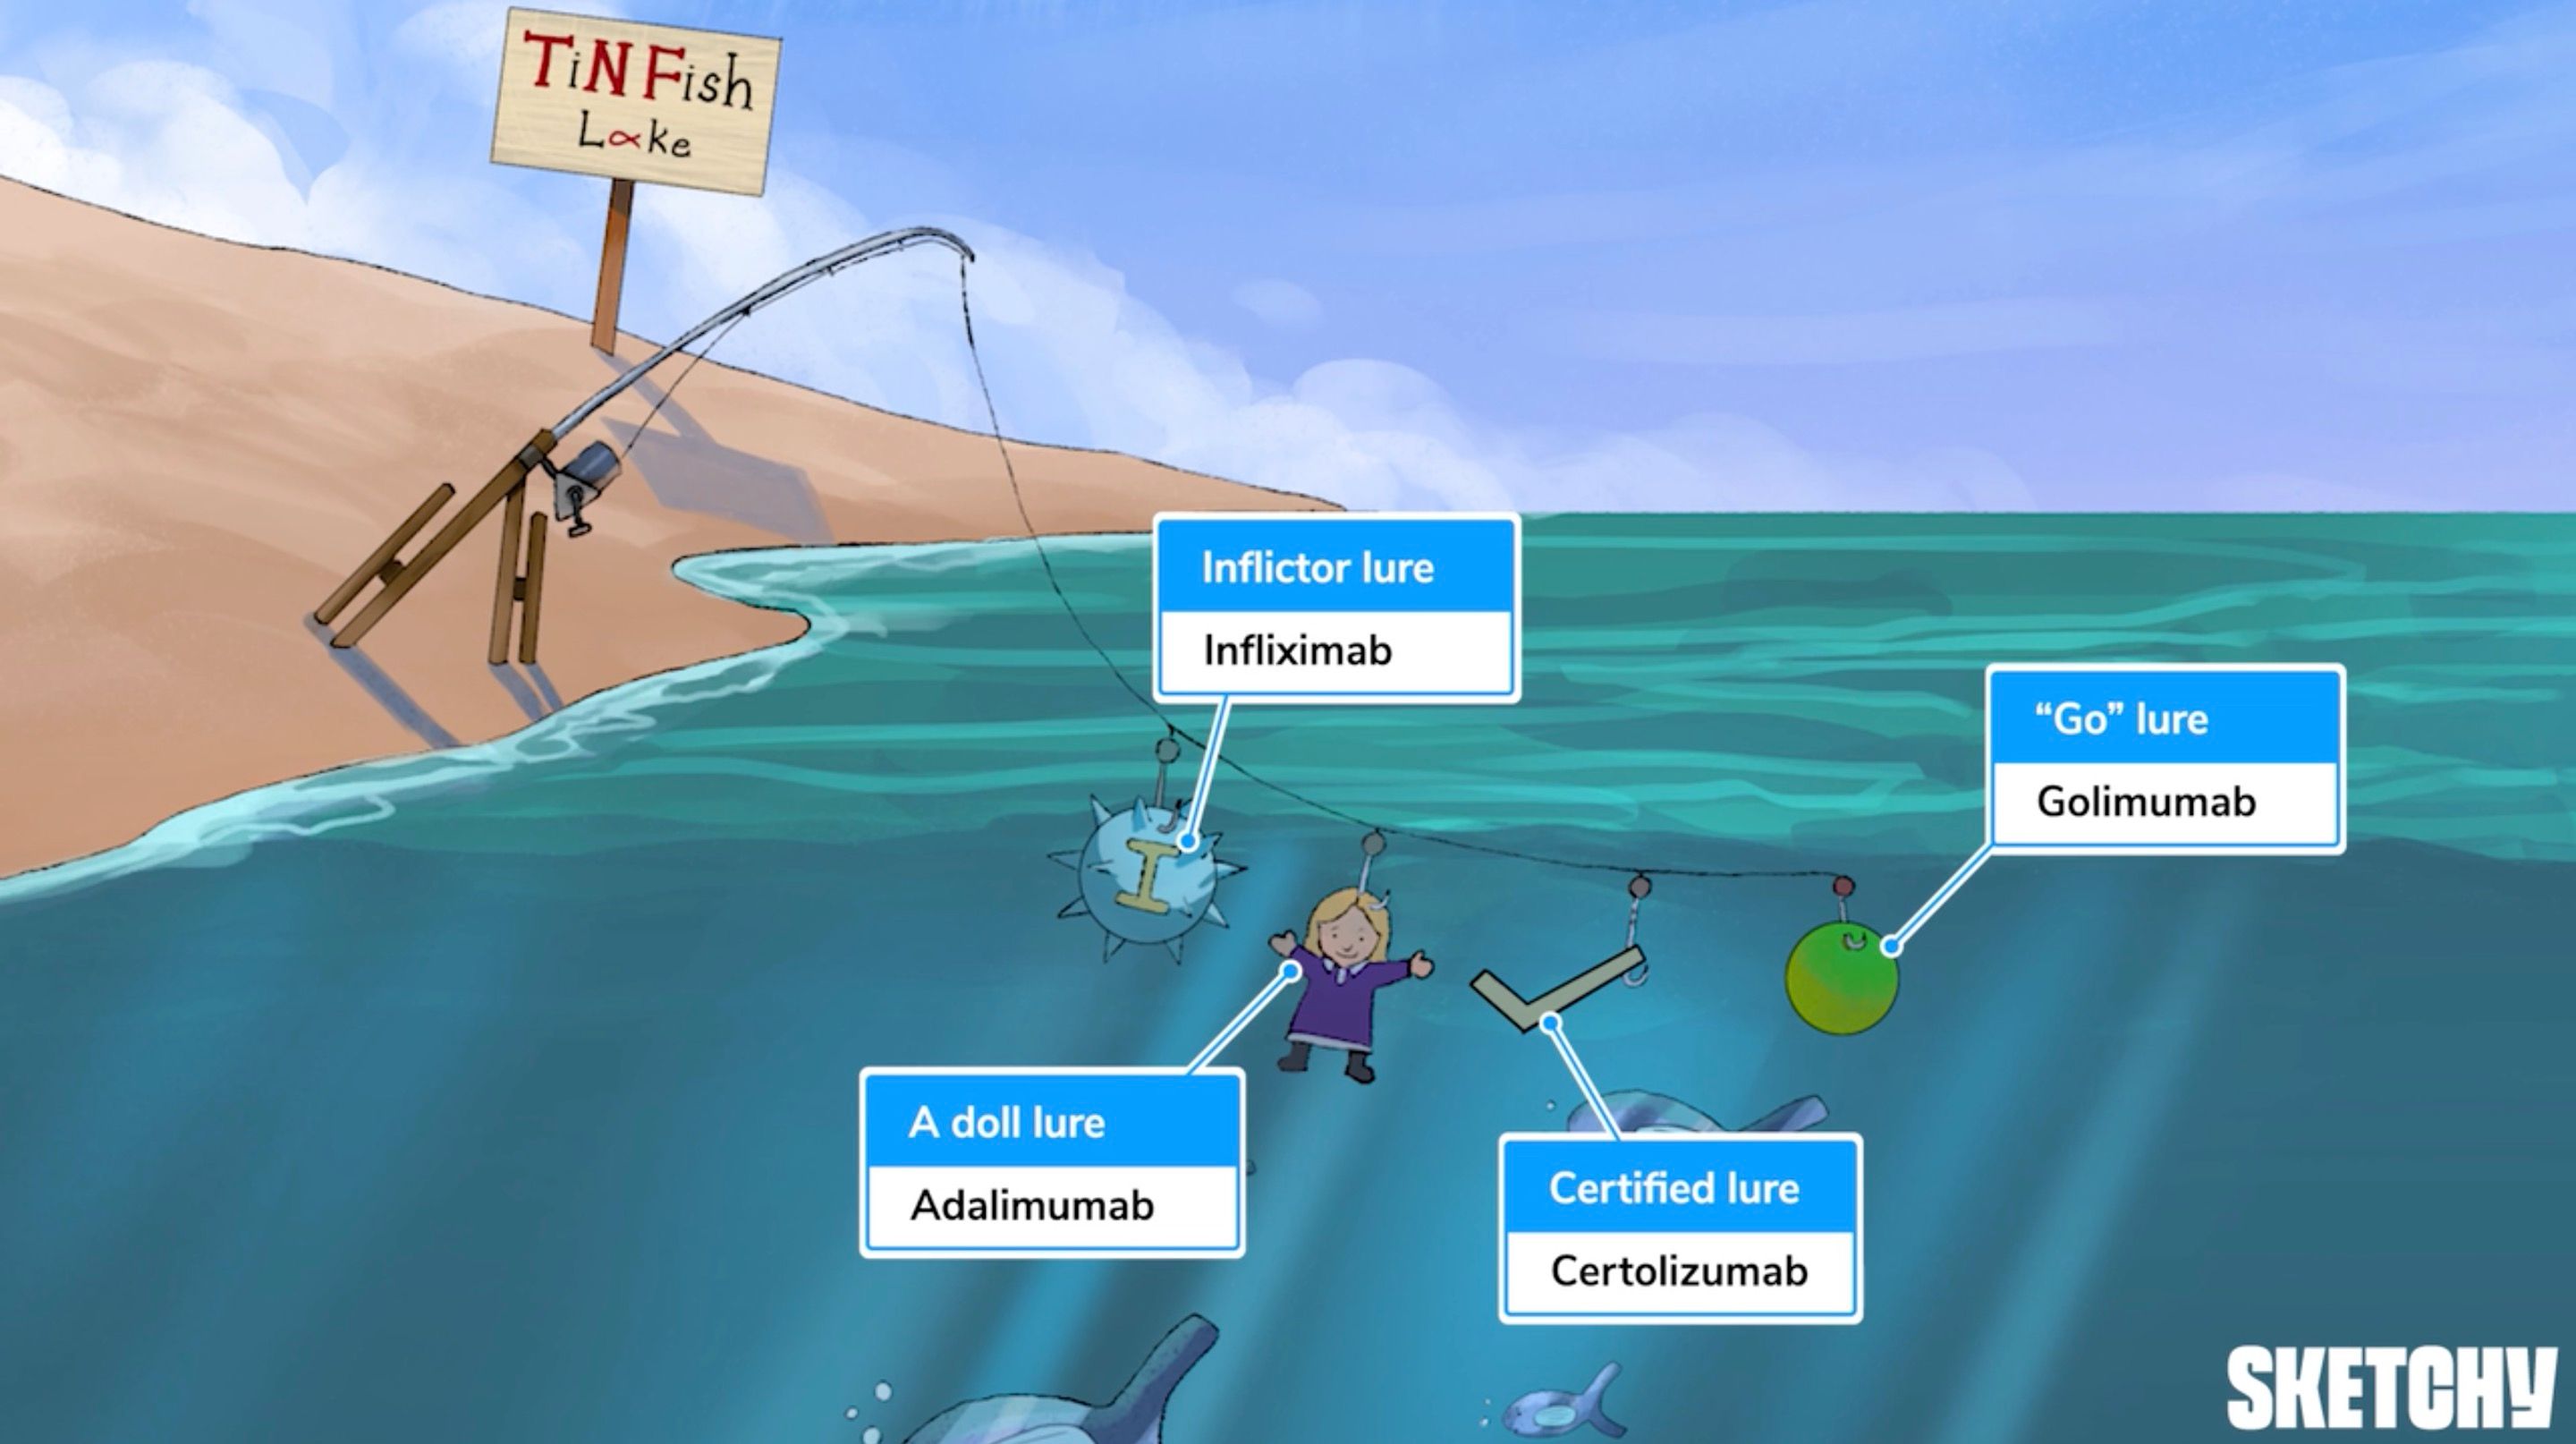 TiNFish
L∝ke
Inflictor lure
Infliximab
“Go” lure
Golimumab
I
A doll lure
Adalimumab
Certified lure
Certolizumab
SKETCHY